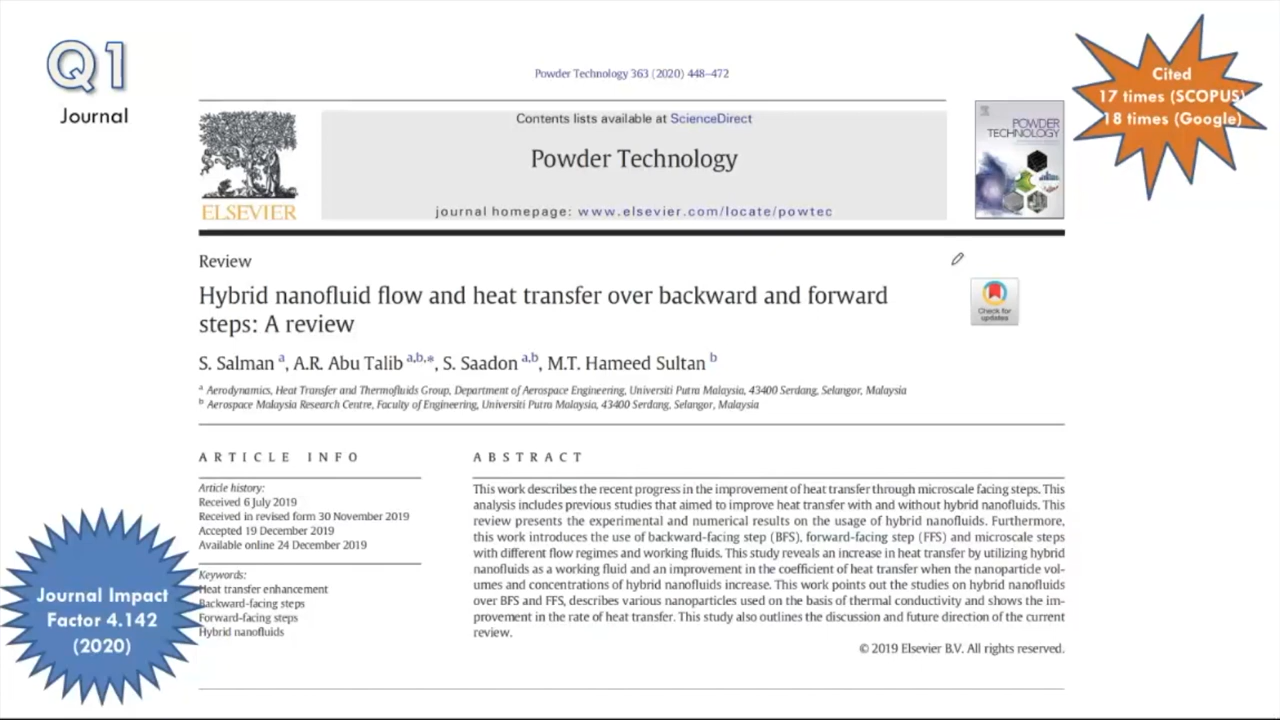 Q1
Journal
Cited
17 times (SCOPUS)
18 times (Google)
Powder Technology 363 (2020) 448–472
Contents lists available at ScienceDirect
Powder Technology
journal homepage: www.elsevier.com/locate/powtec
ELSEVIER
POWDER
TECHNOLOGY
Review
Hybrid nanofluid flow and heat transfer over backward and forward
steps: A review
Check for
updates
S. Salman a, A.R. Abu Talib a,b,*, S. Saadon a,b, M.T. Hameed Sultan b
a Aerodynamics, Heat Transfer and Thermofluids Group, Department of Aerospace Engineering, Universiti Putra Malaysia, 43400 Serdang, Selangor, Malaysia
b Aerospace Malaysia Research Centre, Faculty of Engineering, Universiti Putra Malaysia, 43400 Serdang, Selangor, Malaysia
ARTICLE INFO
Article history:
Received 6 July 2019
Received in revised form 30 November 2019
Accepted 19 December 2019
Available online 24 December 2019
Keywords:
Heat transfer enhancement
Backward-facing steps
Forward-facing steps
Hybrid nanofluids
ABSTRACT
This work describes the recent progress in the improvement of heat transfer through microscale facing steps. This
analysis includes previous studies that aimed to improve heat transfer with and without hybrid nanofluids. This
review presents the experimental and numerical results on the usage of hybrid nanofluids. Furthermore,
this work introduces the use of backward-facing step (BFS), forward-facing step (FFS) and microscale steps
with different flow regimes and working fluids. This study reveals an increase in heat transfer by utilizing hybrid
nanofluids as a working fluid and an improvement in the coefficient of heat transfer when the nanoparticle vol-
umes and concentrations of hybrid nanofluids increase. This work points out the studies on hybrid nanofluids
over BFS and FFS, describes various nanoparticles used on the basis of thermal conductivity and shows the im-
provement in the rate of heat transfer. This study also outlines the discussion and future direction of the current
review.
© 2019 Elsevier B.V. All rights reserved.
Journal Impact
Factor 4.142
(2020)